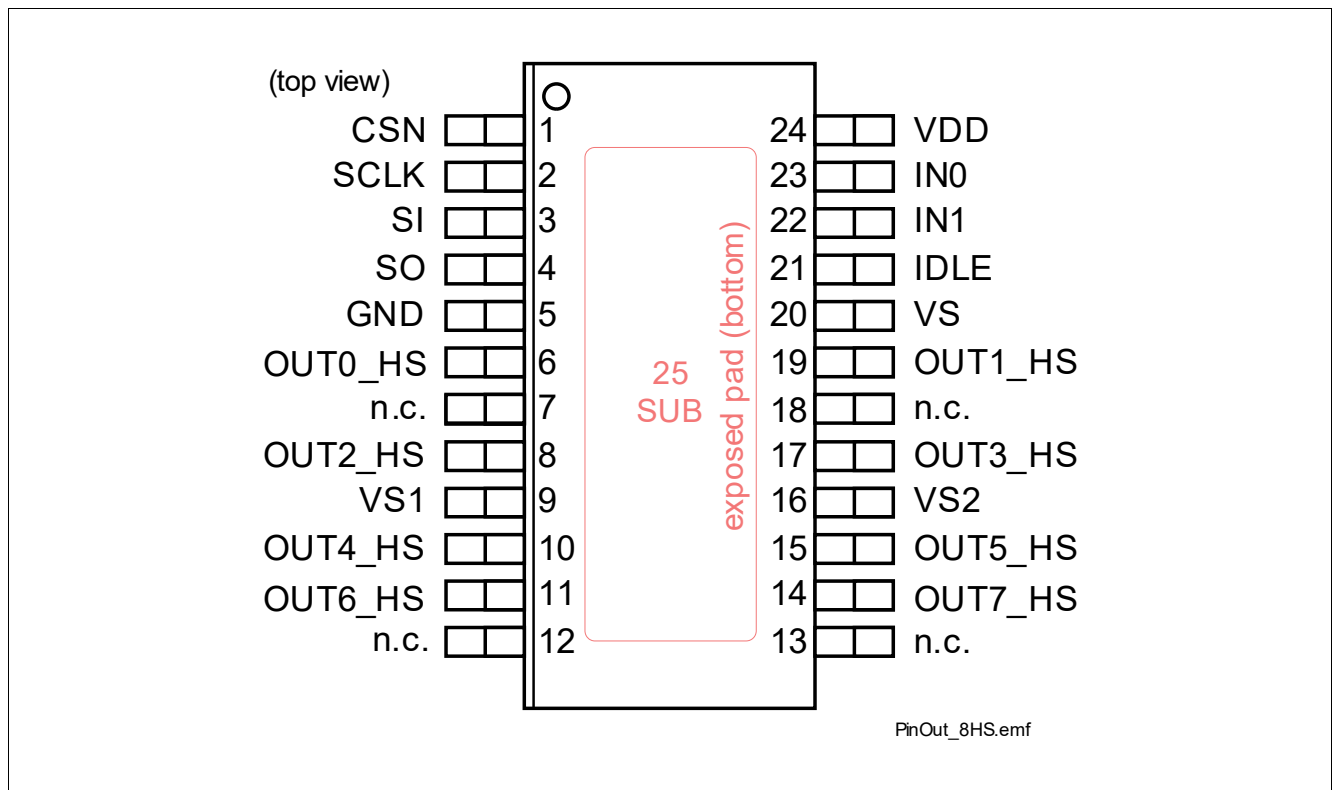 (top view)
CSN 1 24 VDD
SCLK 2 23 IN0
SI 3 22 IN1
SO 4 21 IDLE
GND 5 20 VS
OUT0_HS 6 19 OUT1_HS
n.c. 7 18 n.c.
OUT2_HS 8 17 OUT3_HS
VS1 9 16 VS2
OUT4_HS 10 15 OUT5_HS
OUT6_HS 11 14 OUT7_HS
n.c. 12 13 n.c.
25
SUB
exposed pad (bottom)
PinOut_8HS.emf